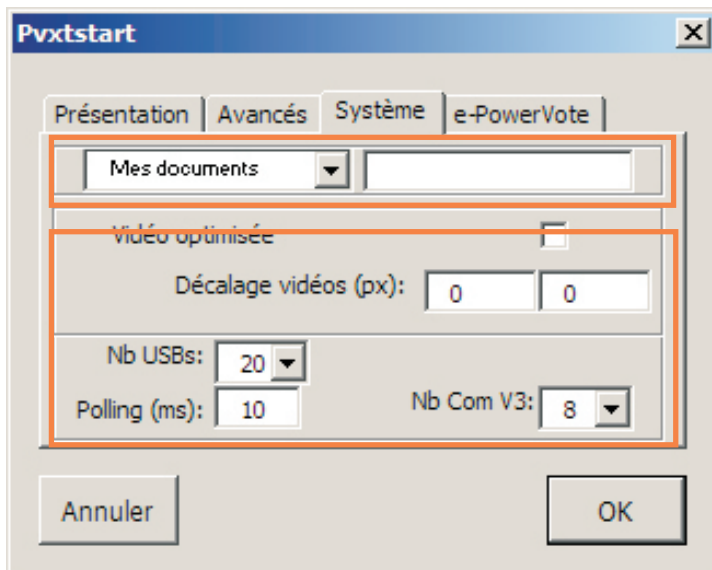 Pvxtstart
Présentation Avancés Système e-PowerVote
Mes documents
Vidéo optimisée
Décalage vidéos (px): 0 0
Nb USBs: 20
Polling (ms): 10 Nb Com V3: 8
Annuler OK